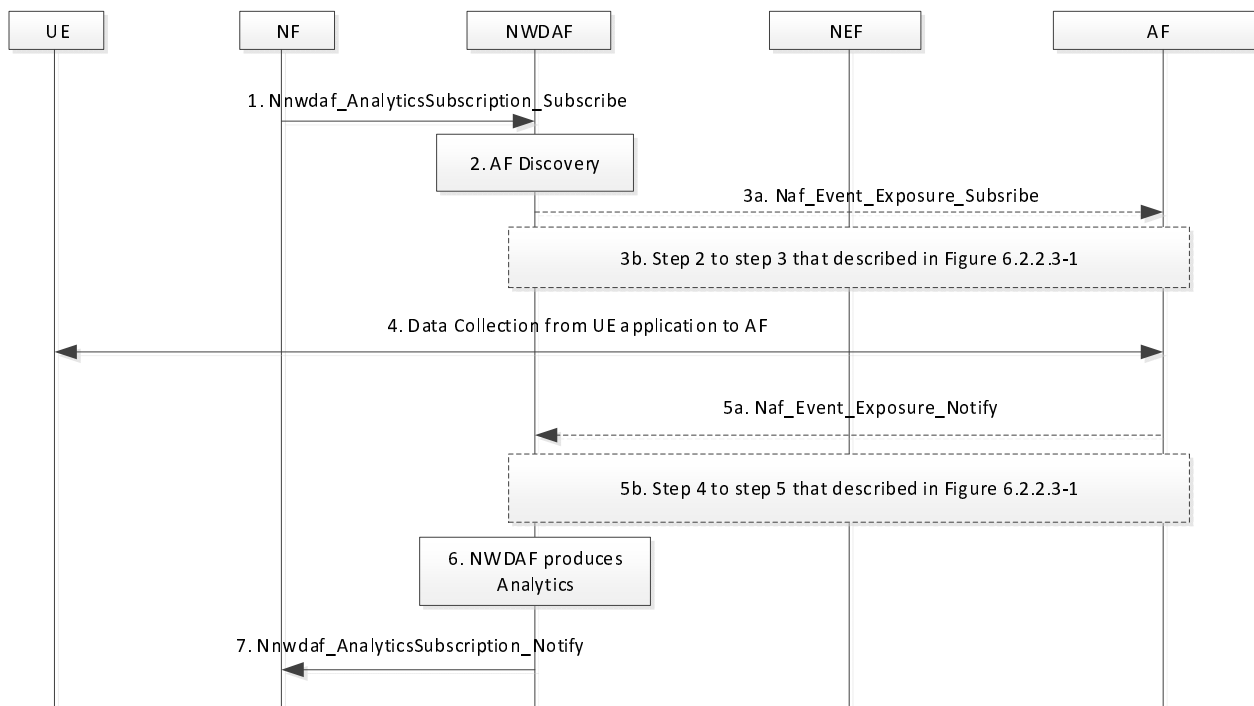 UE
NF
NWDAF
NEF
AF
1. Nnwdaf_AnalyticsSubscription_Subscribe
2. AF Discovery
3a. Naf_Event_Exposure_Subsribe
3b. Step 2 to step 3 that described in Figure 6.2.2.3-1
4. Data Collection from UE application to AF
5a. Naf_Event_Exposure_Notify
5b. Step 4 to step 5 that described in Figure 6.2.2.3-1
6. NWDAF produces
Analytics
7. Nnwdaf_AnalyticsSubscription_Notify